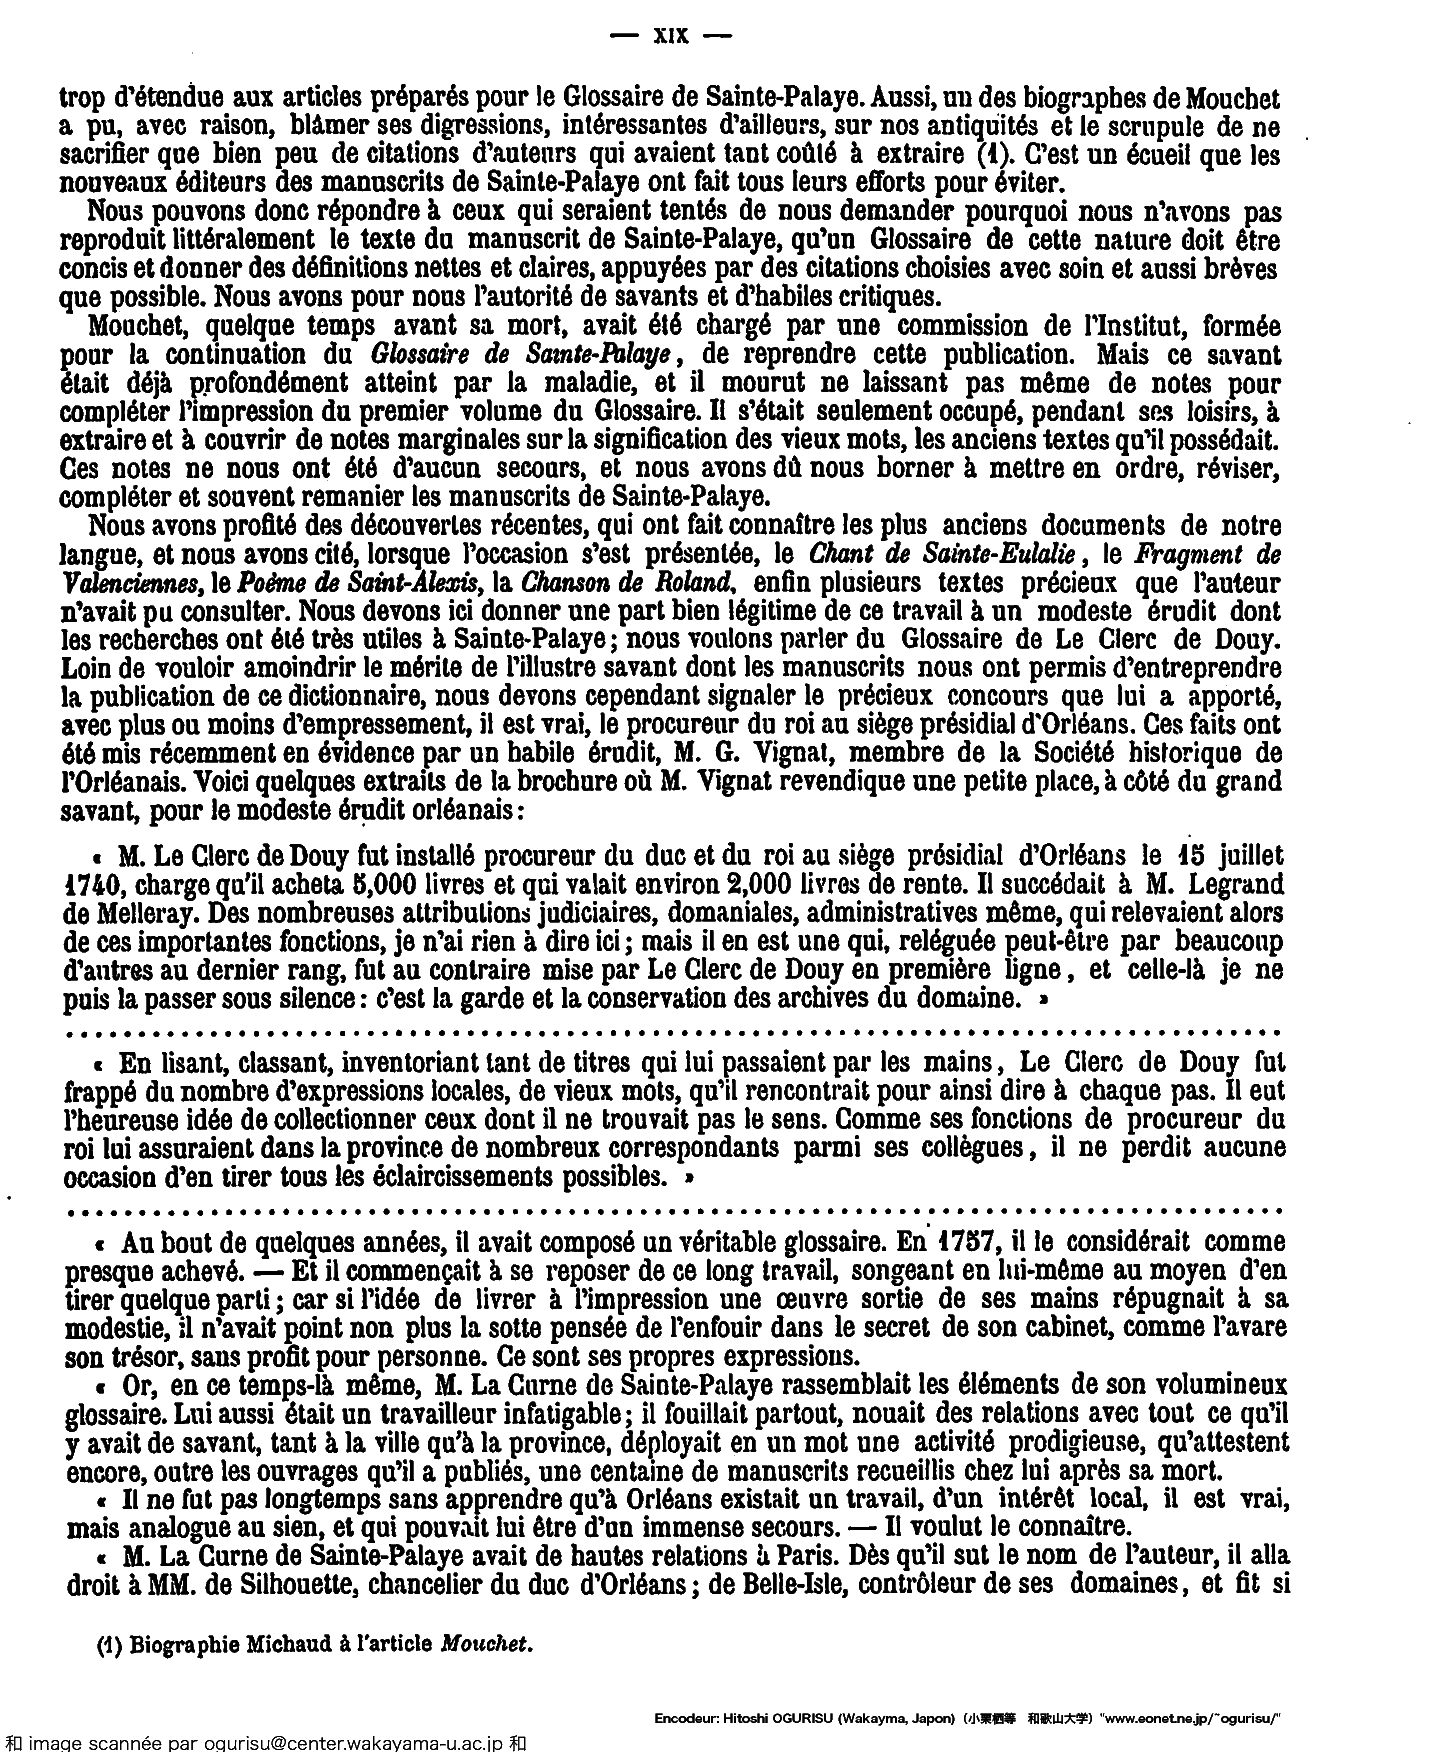 — XIX —
trop d'étendue aux articles préparés pour le Glossaire de Sainte-Palaye. Aussi, un des biographes de Mouchet
a pu, avec raison, blâmer ses digressions, intéressantes d'ailleurs, sur nos antiquités et le scrupule de ne
sacrifier que bien peu de citations d'auteurs qui avaient tant coûté à extraire (1). C'est un écueil que les
nouveaux éditeurs des manuscrits de Sainte-Palaye ont fait tous leurs efforts pour éviter.
Nous pouvons donc répondre à ceux qui seraient tentés de nous demander pourquoi nous n'avons pas
reproduit littéralement le texte du manuscrit de Sainte-Palaye, qu'un Glossaire de cette nature doit être
concis et donner des définitions nettes et claires, appuyées par des citations choisies avec soin et aussi brèves
que possible. Nous avons pour nous l'autorité de savants et d'habiles critiques.
Mouchet, quelque temps avant sa mort, avait été chargé par une commission de l'Institut, formée
pour la continuation du Glossaire de Sainte-Palaye, de reprendre cette publication. Mais ce savant
était déjà profondément atteint par la maladie, et il mourut ne laissant pas même de notes pour
compléter l'impression du premier volume du Glossaire. Il s'était seulement occupé, pendant ses loisirs, à
extraire et à couvrir de notes marginales sur la signification des vieux mots, les anciens textes qu'il possédait.
Ces notes ne nous ont été d'aucun secours, et nous avons dû nous borner à mettre en ordre, réviser,
compléter et souvent remanier les manuscrits de Sainte-Palaye.
Nous avons profité des découvertes récentes, qui ont fait connaître les plus anciens documents de notre
langue, et nous avons cité, lorsque l'occasion s'est présentée, le Chant de Sainte-Eulalie, le Fragment de
Valenciennes, le Poème de Saint-Alexis, la Chanson de Roland, enfin plusieurs textes précieux que l'auteur
n'avait pu consulter. Nous devons ici donner une part bien légitime de ce travail à un modeste érudit dont
les recherches ont été très utiles à Sainte-Palaye ; nous voulons parler du Glossaire de Le Clerc de Douy.
Loin de vouloir amoindrir le mérite de l'illustre savant dont les manuscrits nous ont permis d'entreprendre
la publication de ce dictionnaire, nous devons cependant signaler le précieux concours que lui a apporté,
avec plus ou moins d'empressement, il est vrai, le procureur du roi au siège présidial d'Orléans. Ces faits ont
été mis récemment en évidence par un habile érudit, M. G. Vignat, membre de la Société historique de
l'Orléanais. Voici quelques extraits de la brochure où M. Vignat revendique une petite place, à côté du grand
savant, pour le modeste érudit orléanais :
« M. Le Clerc de Douy fut installé procureur du duc et du roi au siège présidial d'Orléans le 15 juillet
1740, charge qu'il acheta 5,000 livres et qui valait environ 2,000 livres de rente. Il succédait à M. Legrand
de Melleray. Des nombreuses attributions judiciaires, domaniales, administratives même, qui relevaient alors
de ces importantes fonctions, je n'ai rien à dire ici ; mais il en est une qui, reléguée peut-être par beaucoup
d'autres au dernier rang, fut au contraire mise par Le Clerc de Douy en première ligne, et celle-là je ne
puis la passer sous silence : c'est la garde et la conservation des archives du domaine. »
. . . . . . . . . . . . . . . . . . . . . . . . . . . . . . . . . . . . . . . .
« En lisant, classant, inventoriant tant de titres qui lui passaient par les mains, Le Clerc de Douy fut
frappé du nombre d'expressions locales, de vieux mots, qu'il rencontrait pour ainsi dire à chaque pas. Il eut
l'heureuse idée de collectionner ceux dont il ne trouvait pas le sens. Comme ses fonctions de procureur du
roi lui assuraient dans la province de nombreux correspondants parmi ses collègues, il ne perdit aucune
occasion d'en tirer tous les éclaircissements possibles. »
. . . . . . . . . . . . . . . . . . . . . . . . . . . . . . . . . . . . . . . .
« Au bout de quelques années, il avait composé un véritable glossaire. En 1757, il le considérait comme
presque achevé. — Et il commençait à se reposer de ce long travail, songeant en lui-même au moyen d'en
tirer quelque parti ; car si l'idée de livrer à l'impression une œuvre sortie de ses mains répugnait à sa
modestie, il n'avait point non plus la sotte pensée de l'enfouir dans le secret de son cabinet, comme l'avare
son trésor, sans profit pour personne. Ce sont ses propres expressions.
« Or, en ce temps-là même, M. La Curne de Sainte-Palaye rassemblait les éléments de son volumineux
glossaire. Lui aussi était un travailleur infatigable ; il fouillait partout, nouait des relations avec tout ce qu'il
y avait de savant, tant à la ville qu'à la province, déployait en un mot une activité prodigieuse, qu'attestent
encore, outre les ouvrages qu'il a publiés, une centaine de manuscrits recueillis chez lui après sa mort.
« Il ne fut pas longtemps sans apprendre qu'à Orléans existait un travail, d'un intérêt local, il est vrai,
mais analogue au sien, et qui pouvait lui être d'un immense secours. — Il voulut le connaître.
« M. La Curne de Sainte-Palaye avait de hautes relations à Paris. Dès qu'il sut le nom de l'auteur, il alla
droit à MM. de Silhouette, chancelier du duc d'Orléans ; de Belle-Isle, contrôleur de ses domaines, et fit si
(1) Biographie Michaud à l'article Mouchet.
Encodeur: Hitoshi OGURISU (Wakayma, Japon) (小栗栖等 和歌山大学) "www.eonet.ne.jp/~ogurisu/"
和 image scannée par ogurisu@center.wakayama-u.ac.jp 和